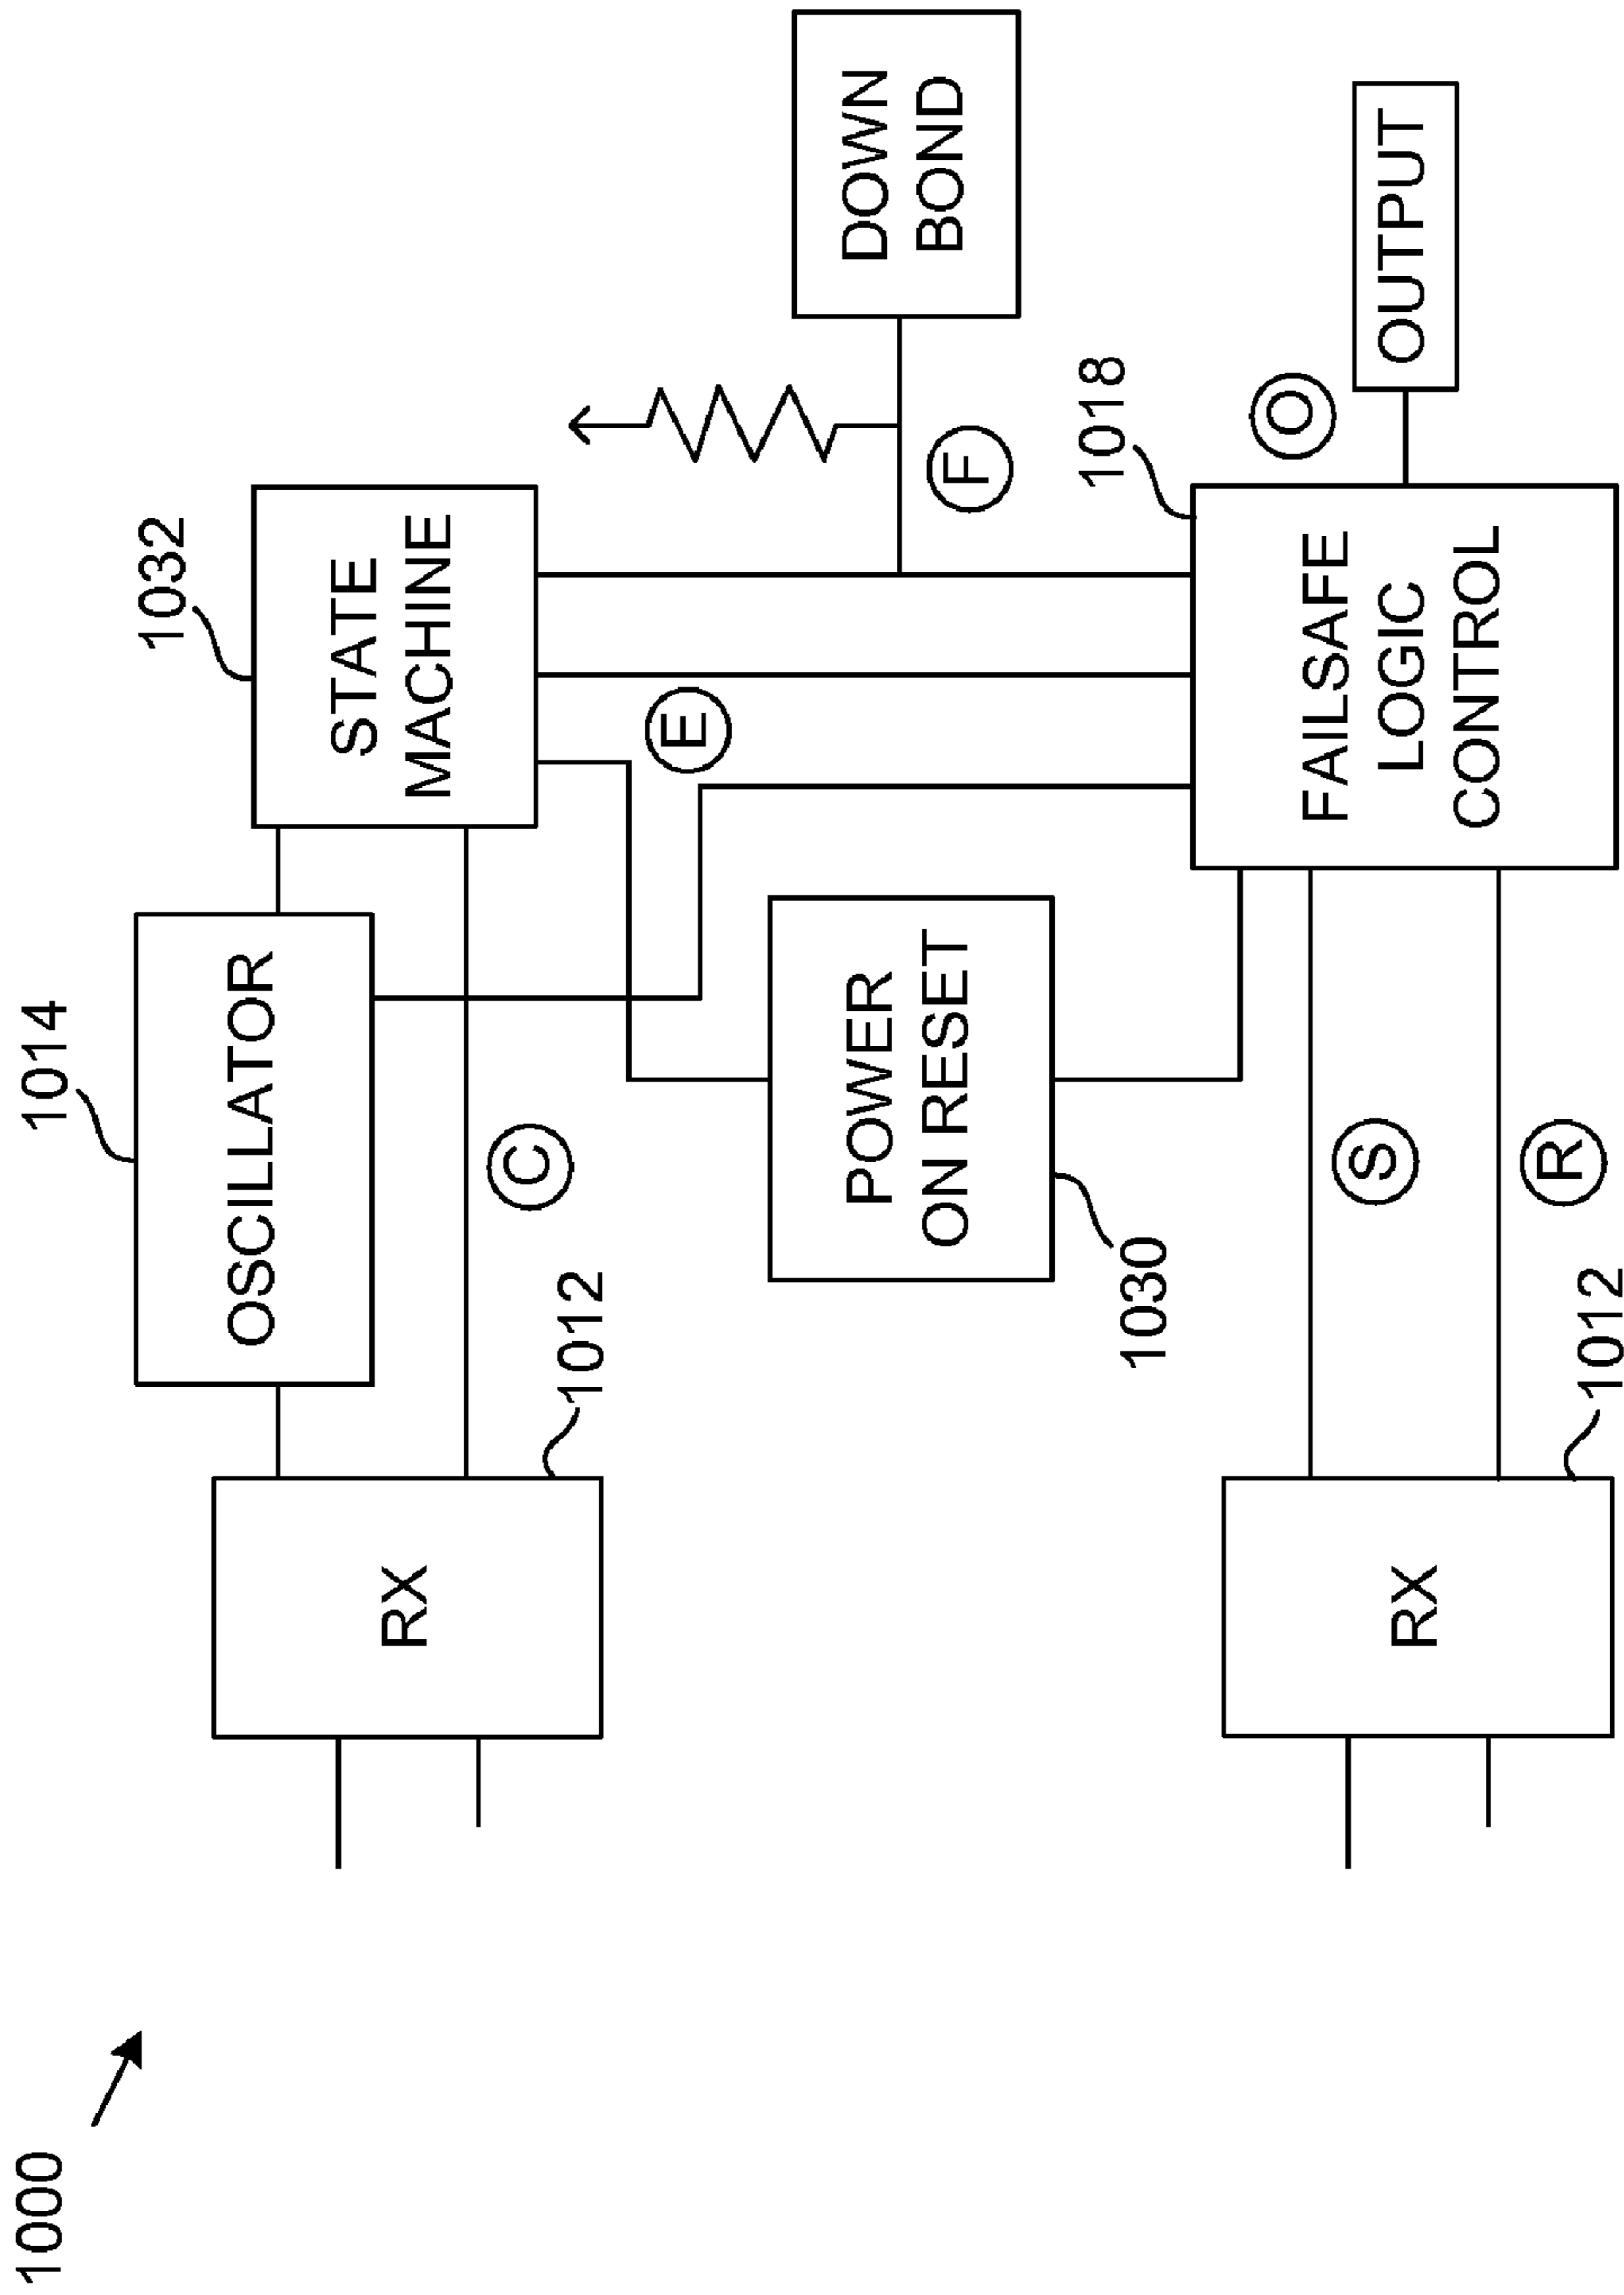 1000
1014
OSCILLATOR
1032
STATE
MACHINE
RX
1012
C
E
F
DOWN
BOND
POWER
ON RESET
1030
1018
FAILSAFE
LOGIC
CONTROL
O
OUTPUT
S
R
RX
1012